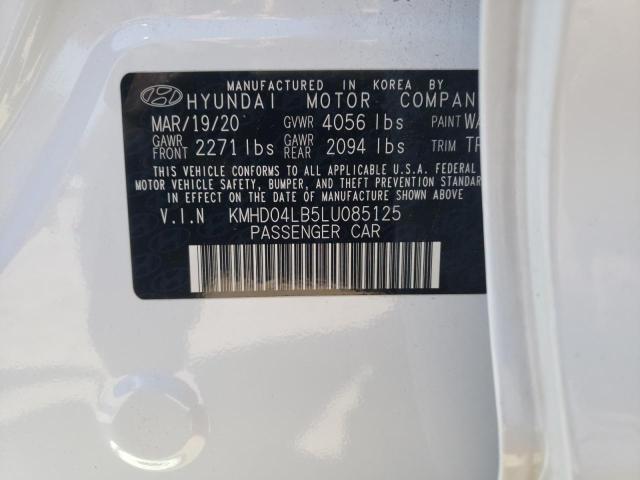 MANUFACTURED IN KOREA BY
HYUNDAI MOTOR COMPAN
MAR/19/20 GVWR 4056 lbs PAINT WA
GAWR FRONT 2271 lbs GAWR REAR 2094 lbs TRIM TR
THIS VEHICLE CONFORMS TO ALL APPLICABLE U.S.A. FEDERAL
MOTOR VEHICLE SAFETY, BUMPER, AND THEFT PREVENTION STANDARD
IN EFFECT ON THE DATE OF MANUFACTURE SHOWN ABOVE
V.I.N KMHD04LB5LU085125
PASSENGER CAR